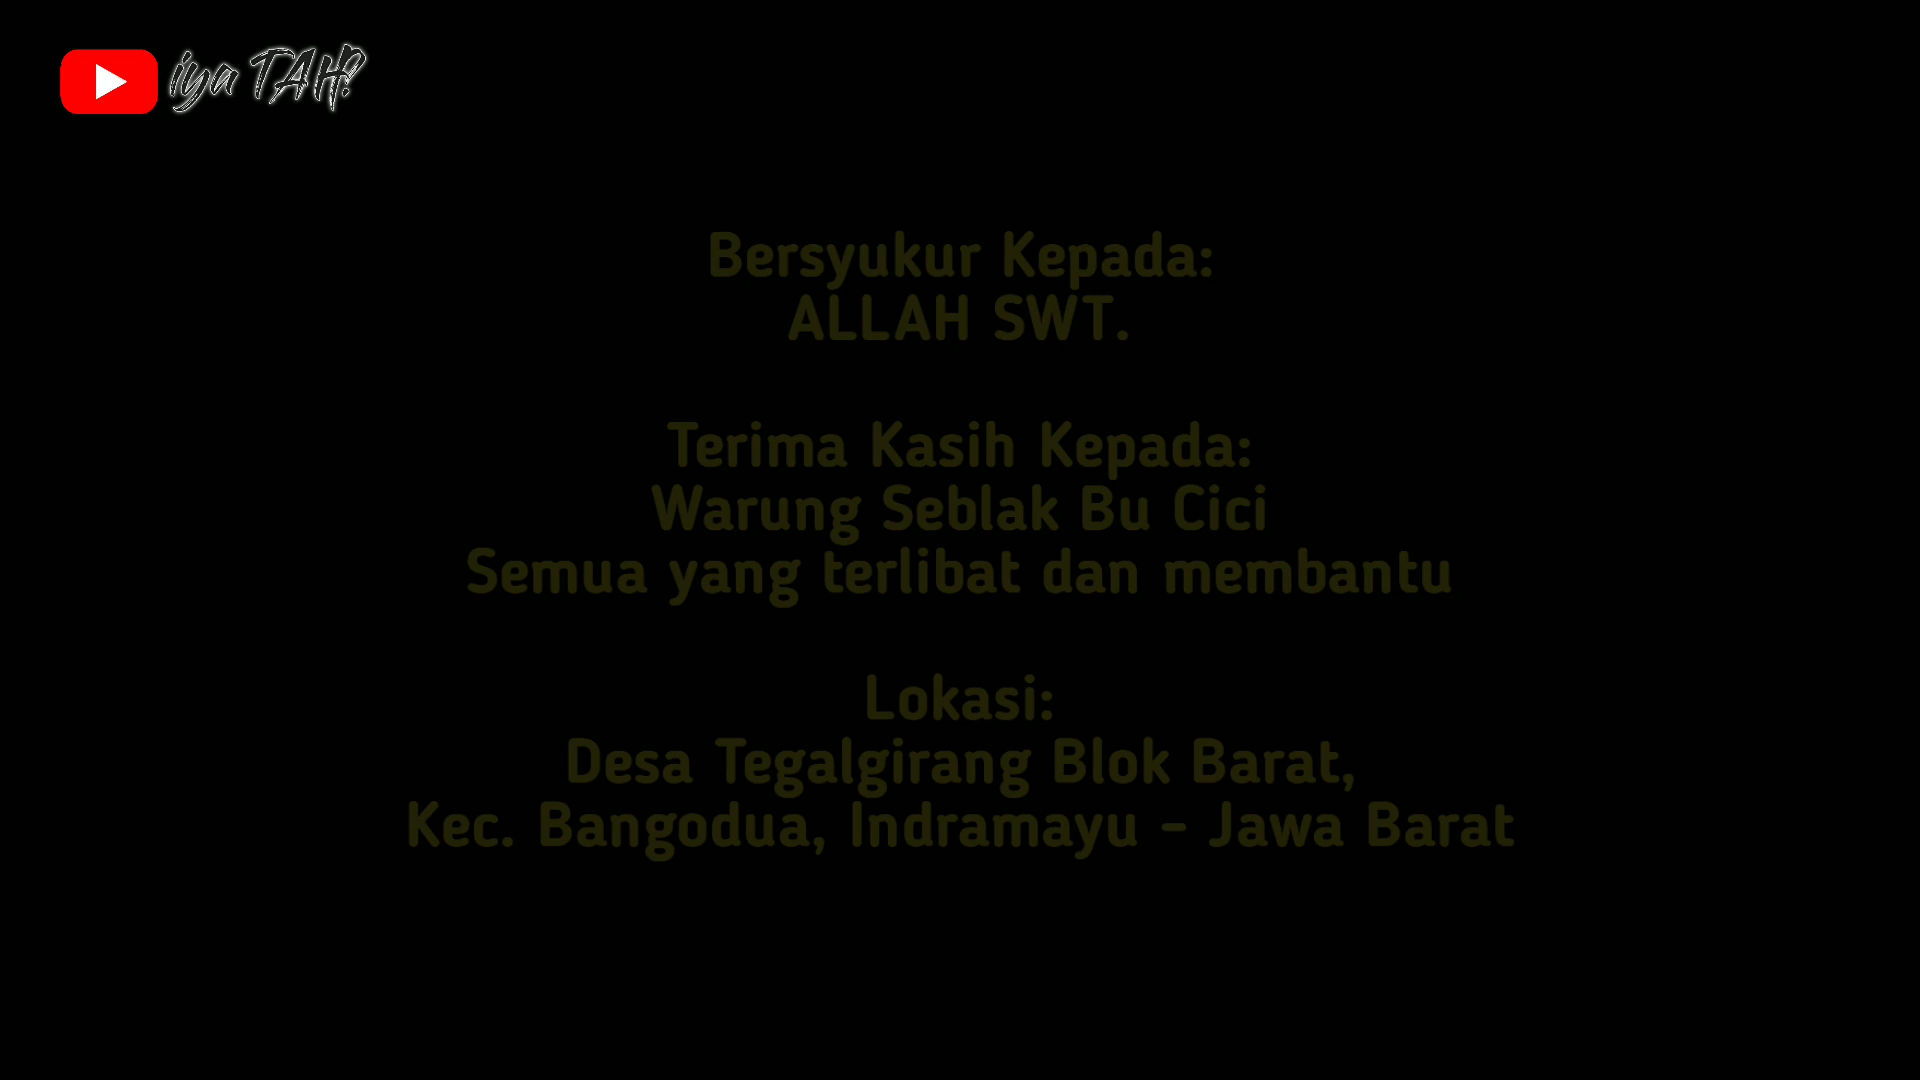 iya TAH?
Bersyukur Kepada:
ALLAH SWT.
Terima Kasih Kepada:
Warung Seblak Bu Cici
Semua yang terlibat dan membantu
Lokasi:
Desa Tegalgirang Blok Barat,
Kec. Bangodua, Indramayu - Jawa Barat